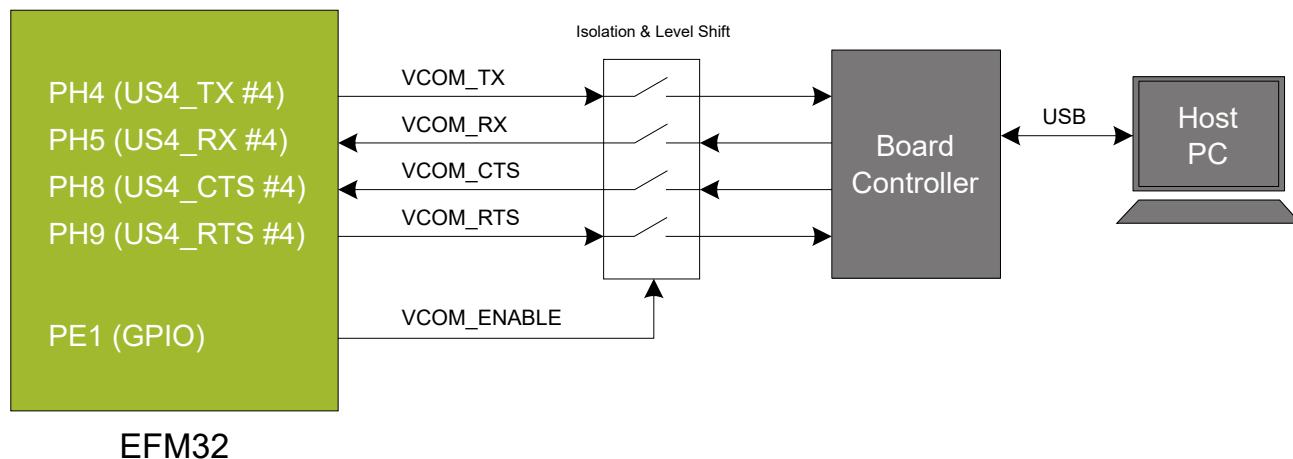 Isolation & Level Shift
PH4 (US4_TX #4)
VCOM_TX
PH5 (US4_RX #4)
VCOM_RX
PH8 (US4_CTS #4)
VCOM_CTS
PH9 (US4_RTS #4)
VCOM_RTS
PE1 (GPIO)
VCOM_ENABLE
Board
Controller
USB
Host
PC
EFM32